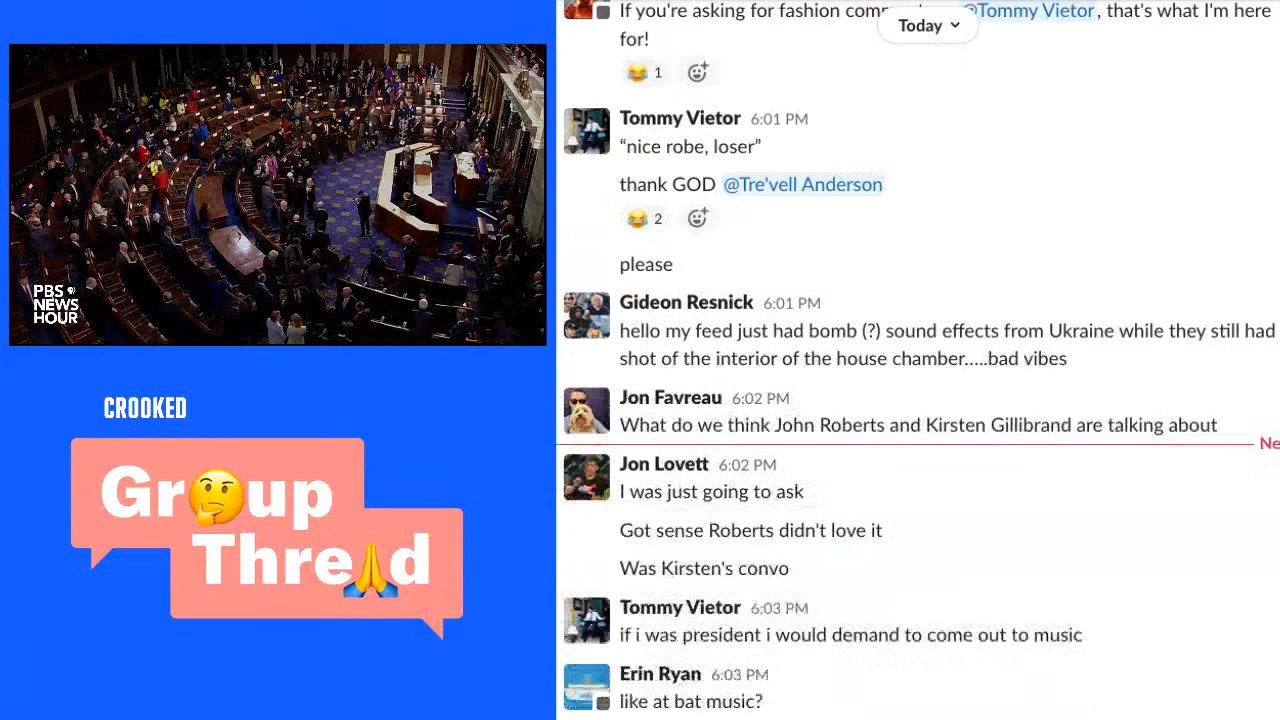 PBS
NEWS
HOUR
CROOKED
Gr🤔up
Thre🙏d
If you're asking for fashion com
@Tommy Vietor, that's what I'm here
for!
Today
😂 1
Tommy Vietor 6:01 PM
“nice robe, loser”
thank GOD @Tre'vell Anderson
😂 2
please
Gideon Resnick 6:01 PM
hello my feed just had bomb (?) sound effects from Ukraine while they still had
shot of the interior of the house chamber.....bad vibes
Jon Favreau 6:02 PM
What do we think John Roberts and Kirsten Gillibrand are talking about
Ne
Jon Lovett 6:02 PM
I was just going to ask
Got sense Roberts didn't love it
Was Kirsten's convo
Tommy Vietor 6:03 PM
if i was president i would demand to come out to music
Erin Ryan 6:03 PM
like at bat music?